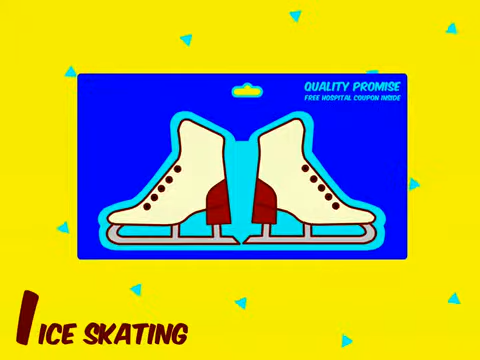 QUALITY PROMISE
FREE HOSPITAL COUPON INSIDE
I ICE SKATING